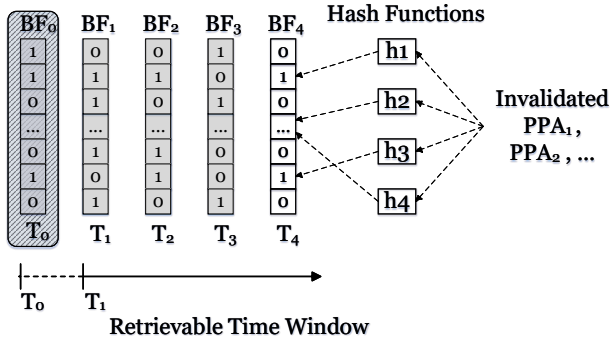 Hash Functions
BF₀ BF₁ BF₂ BF₃ BF₄
1 0 0 1 0 h1
1 1 1 0 1
0 1 0 1 0 h2
... ... ... ... ...
0 1 1 1 0 h3
1 0 1 0 1
0 1 0 1 0 h4
T₀ T₁ T₂ T₃ T₄
Invalidated
PPA₁ ,
PPA₂ , ...
T₀ T₁
Retrievable Time Window